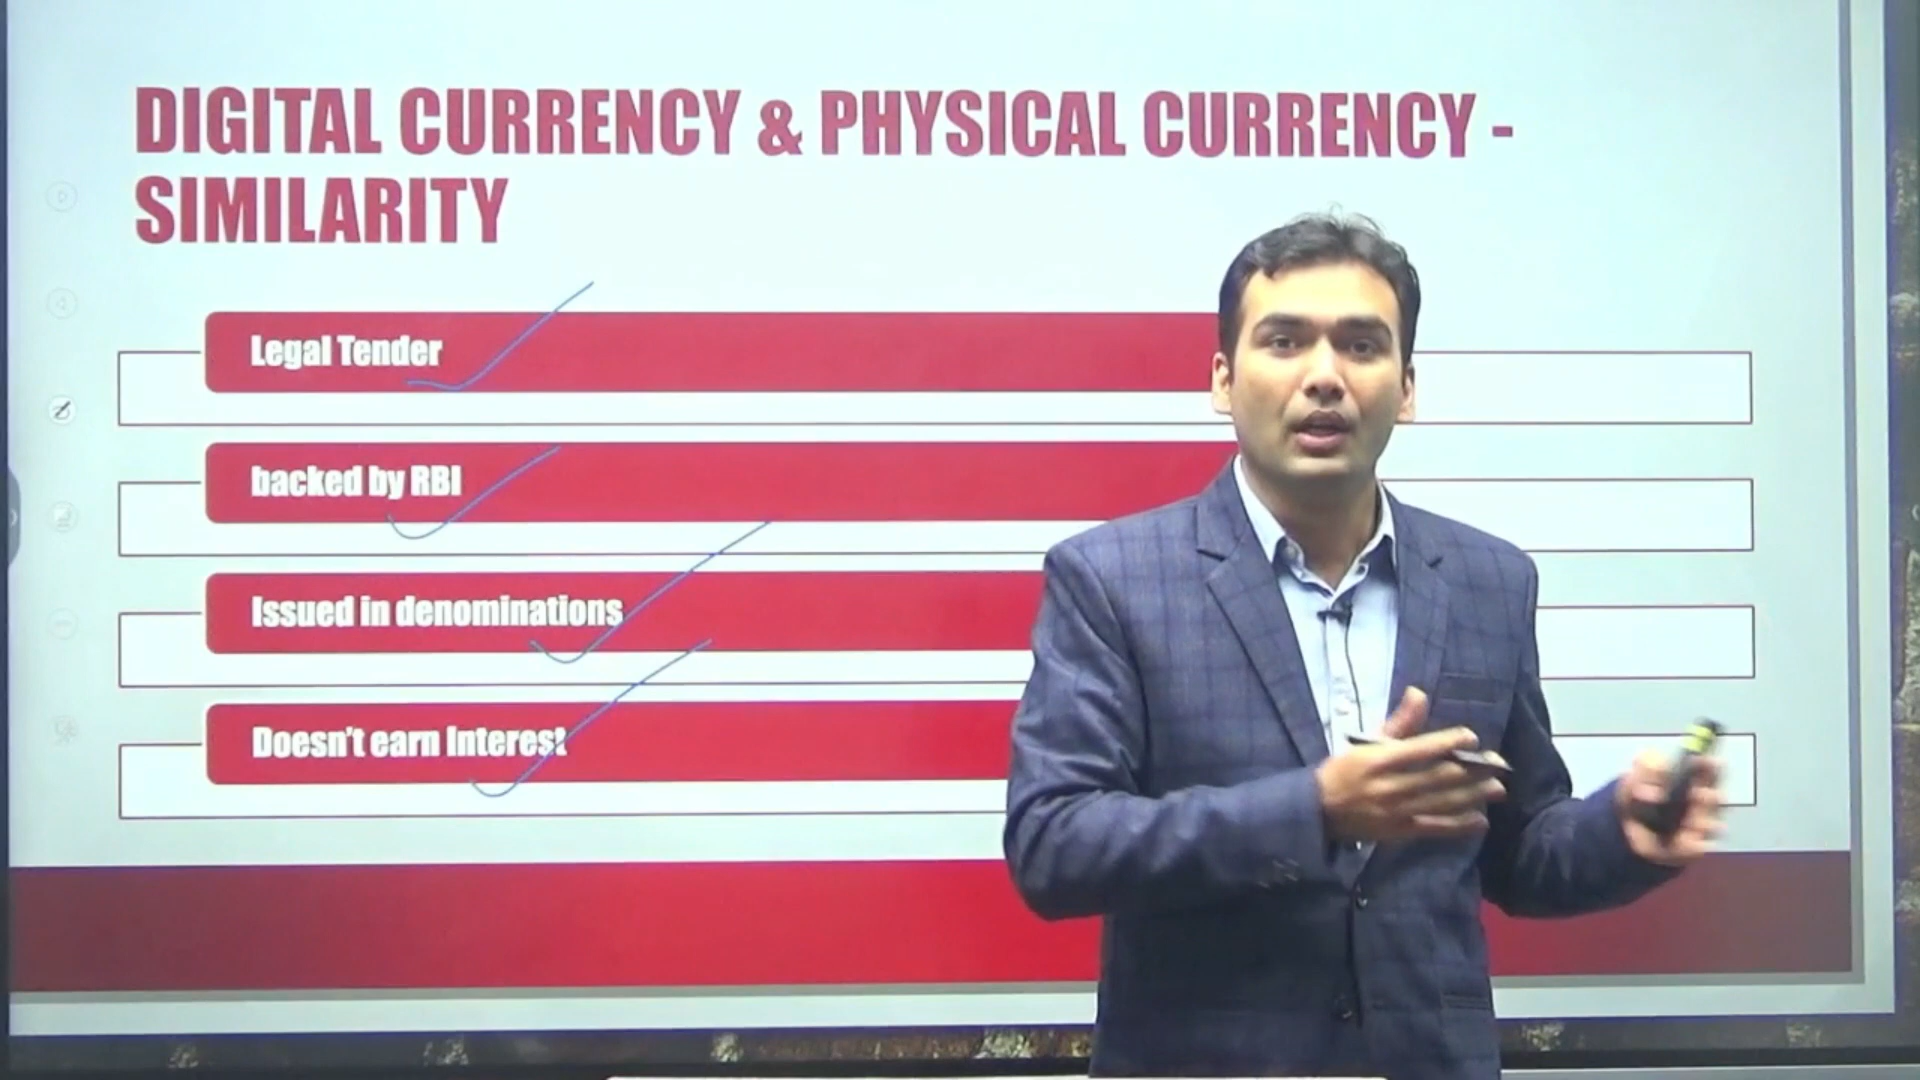 DIGITAL CURRENCY & PHYSICAL CURRENCY -
SIMILARITY
Legal Tender
backed by RBI
Issued in denominations
Doesn't earn Interest